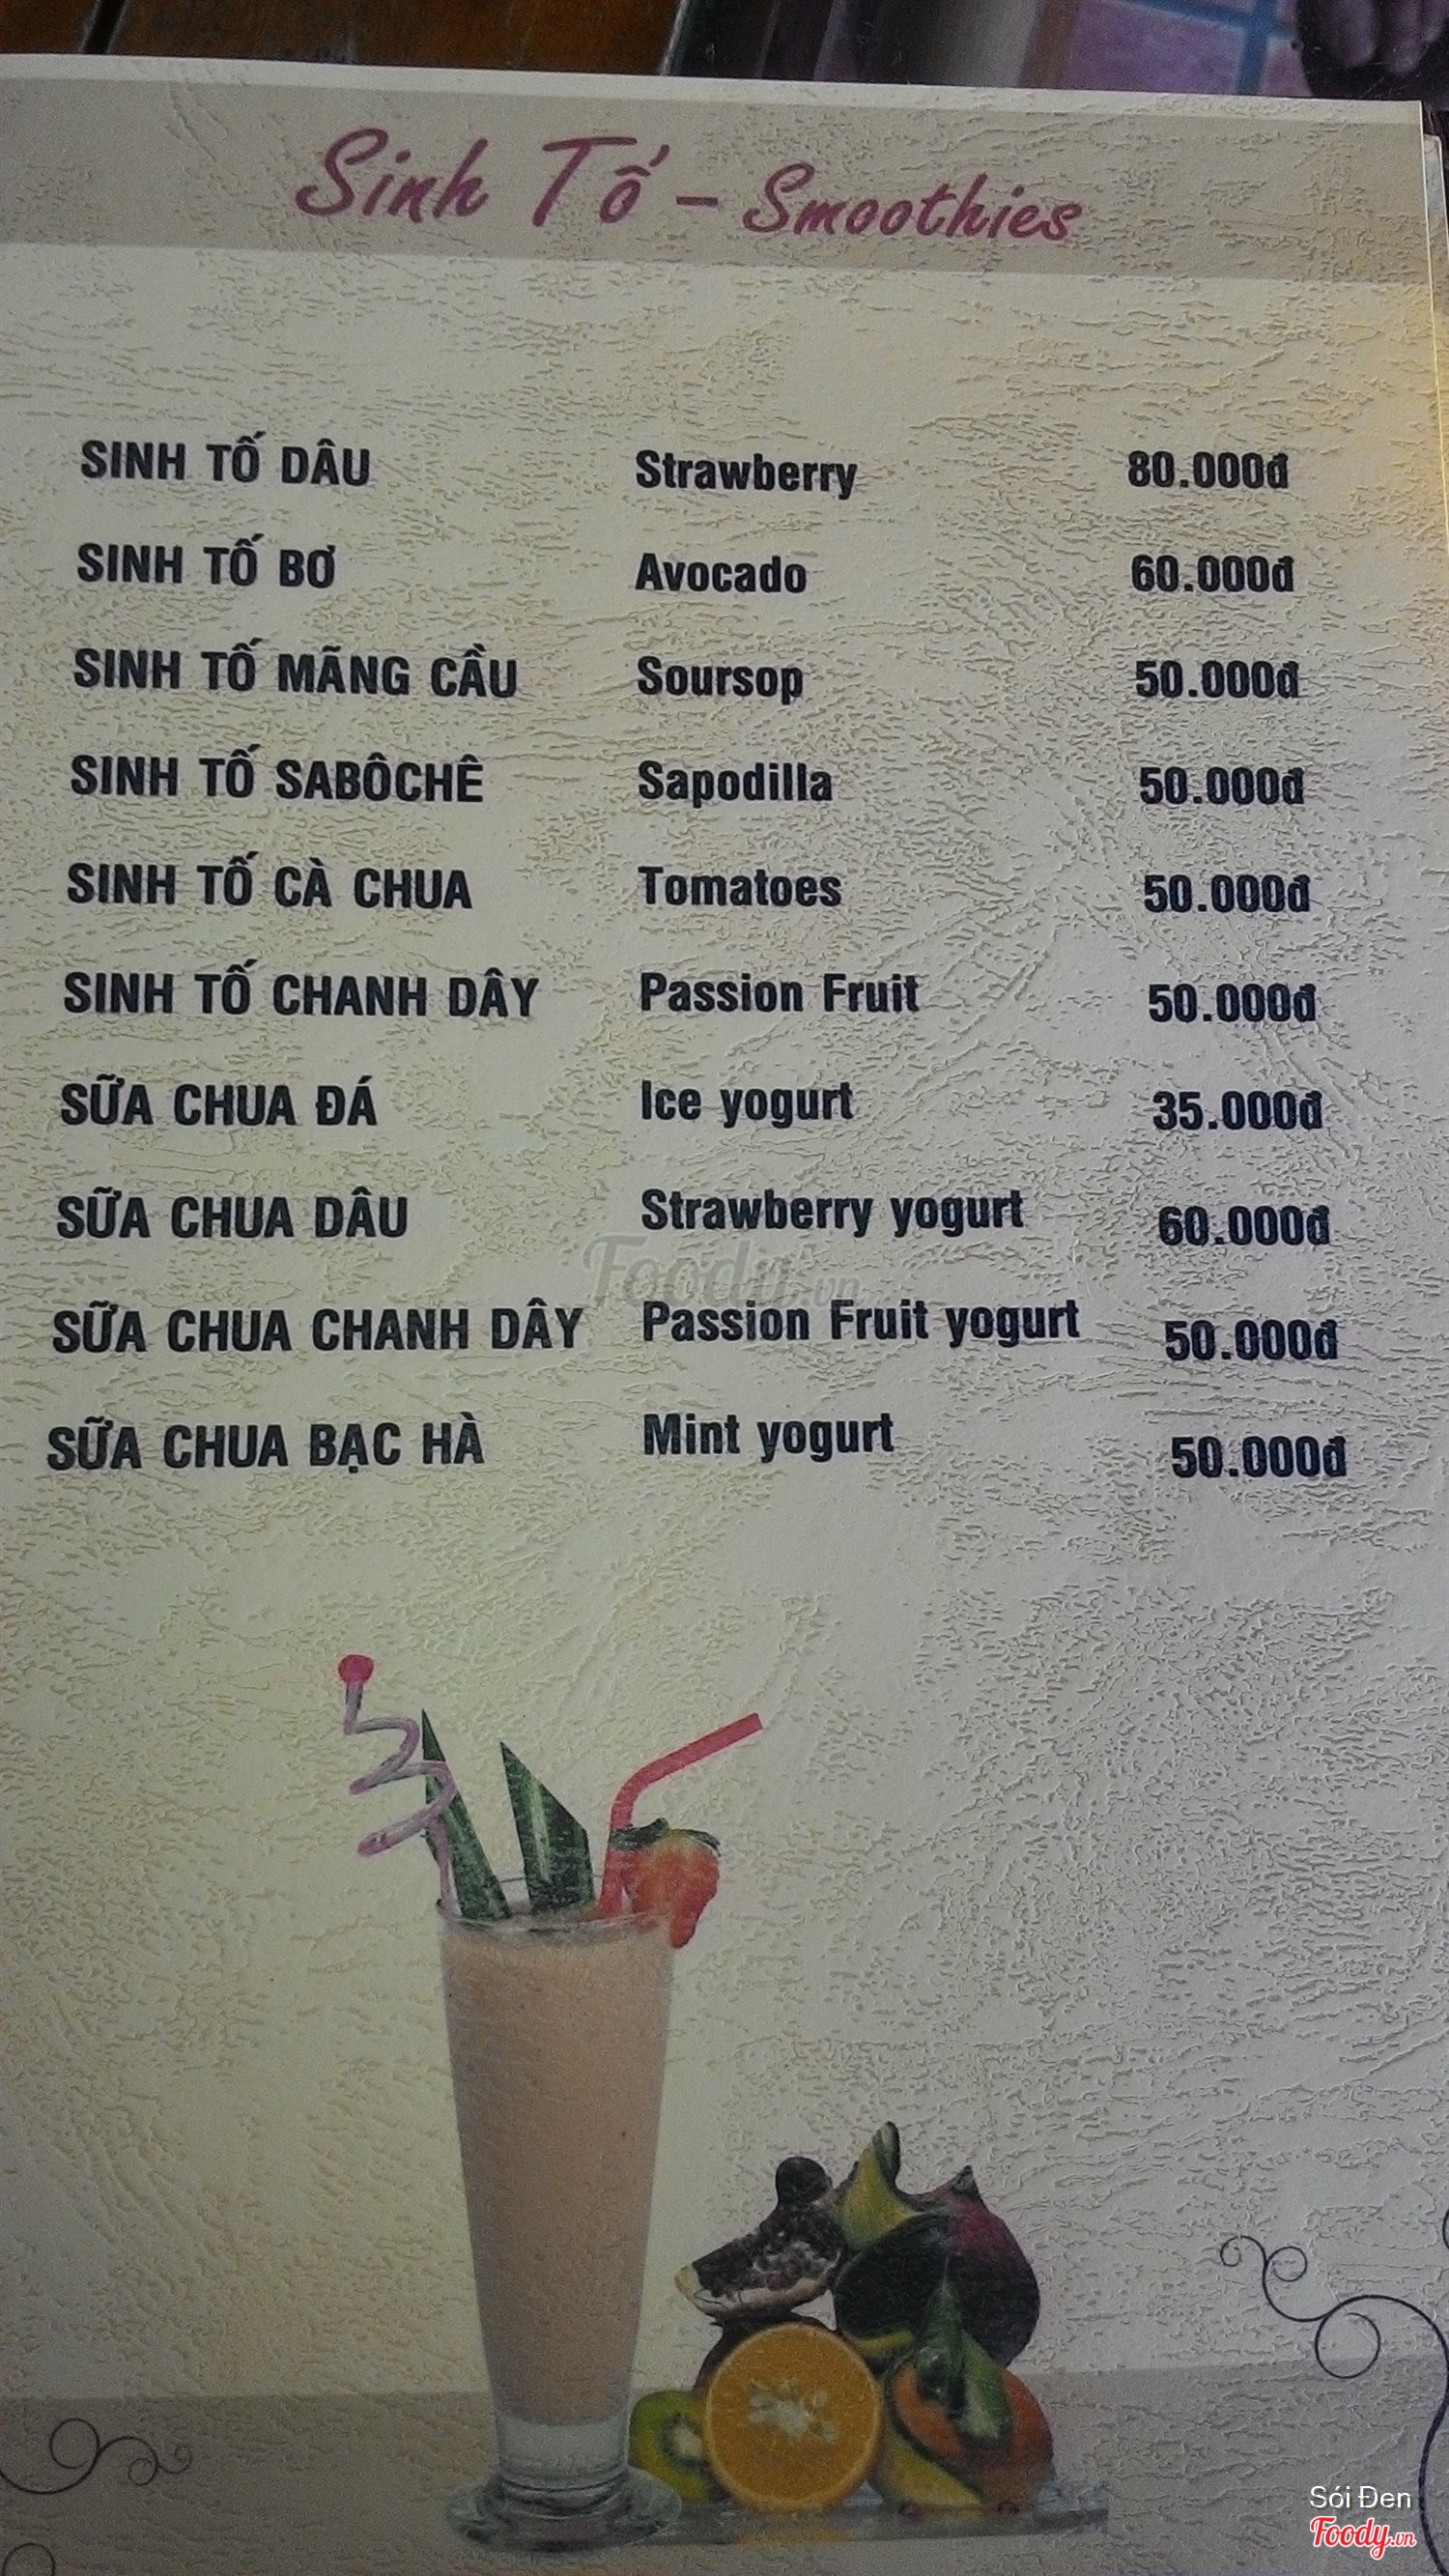 Sinh Tố - Smoothies
SINH TỐ DÂU Strawberry 80.000đ
SINH TỐ BƠ Avocado 60.000đ
SINH TỐ MÃNG CẦU Soursop 50.000đ
SINH TỐ SABÔCHÊ Sapodilla 50.000đ
SINH TỐ CÀ CHUA Tomatoes 50.000đ
SINH TỐ CHANH DÂY Passion Fruit 50.000đ
SỮA CHUA ĐÁ Ice yogurt 35.000đ
SỮA CHUA DÂU Strawberry yogurt 60.000đ
Foody.vn
SỮA CHUA CHANH DÂY Passion Fruit yogurt 50.000đ
SỮA CHUA BẠC HÀ Mint yogurt 50.000đ
Sói Đen
Foody.vn